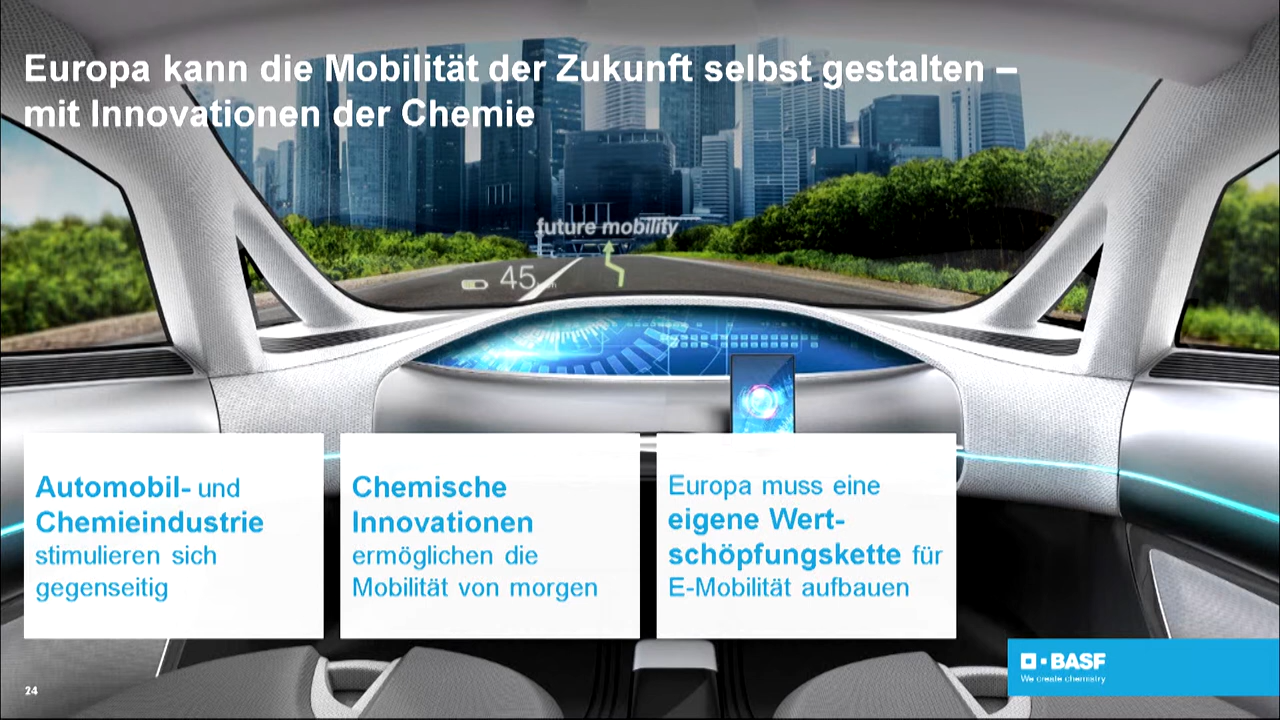 Europa kann die Mobilität der Zukunft selbst gestalten –
mit Innovationen der Chemie
future mobility
45
Automobil- und
Chemieindustrie
stimulieren sich
gegenseitig
Chemische
Innovationen
ermöglichen die
Mobilität von morgen
Europa muss eine
eigene Wert-
schöpfungskette für
E-Mobilität aufbauen
BASF
We create chemistry
24